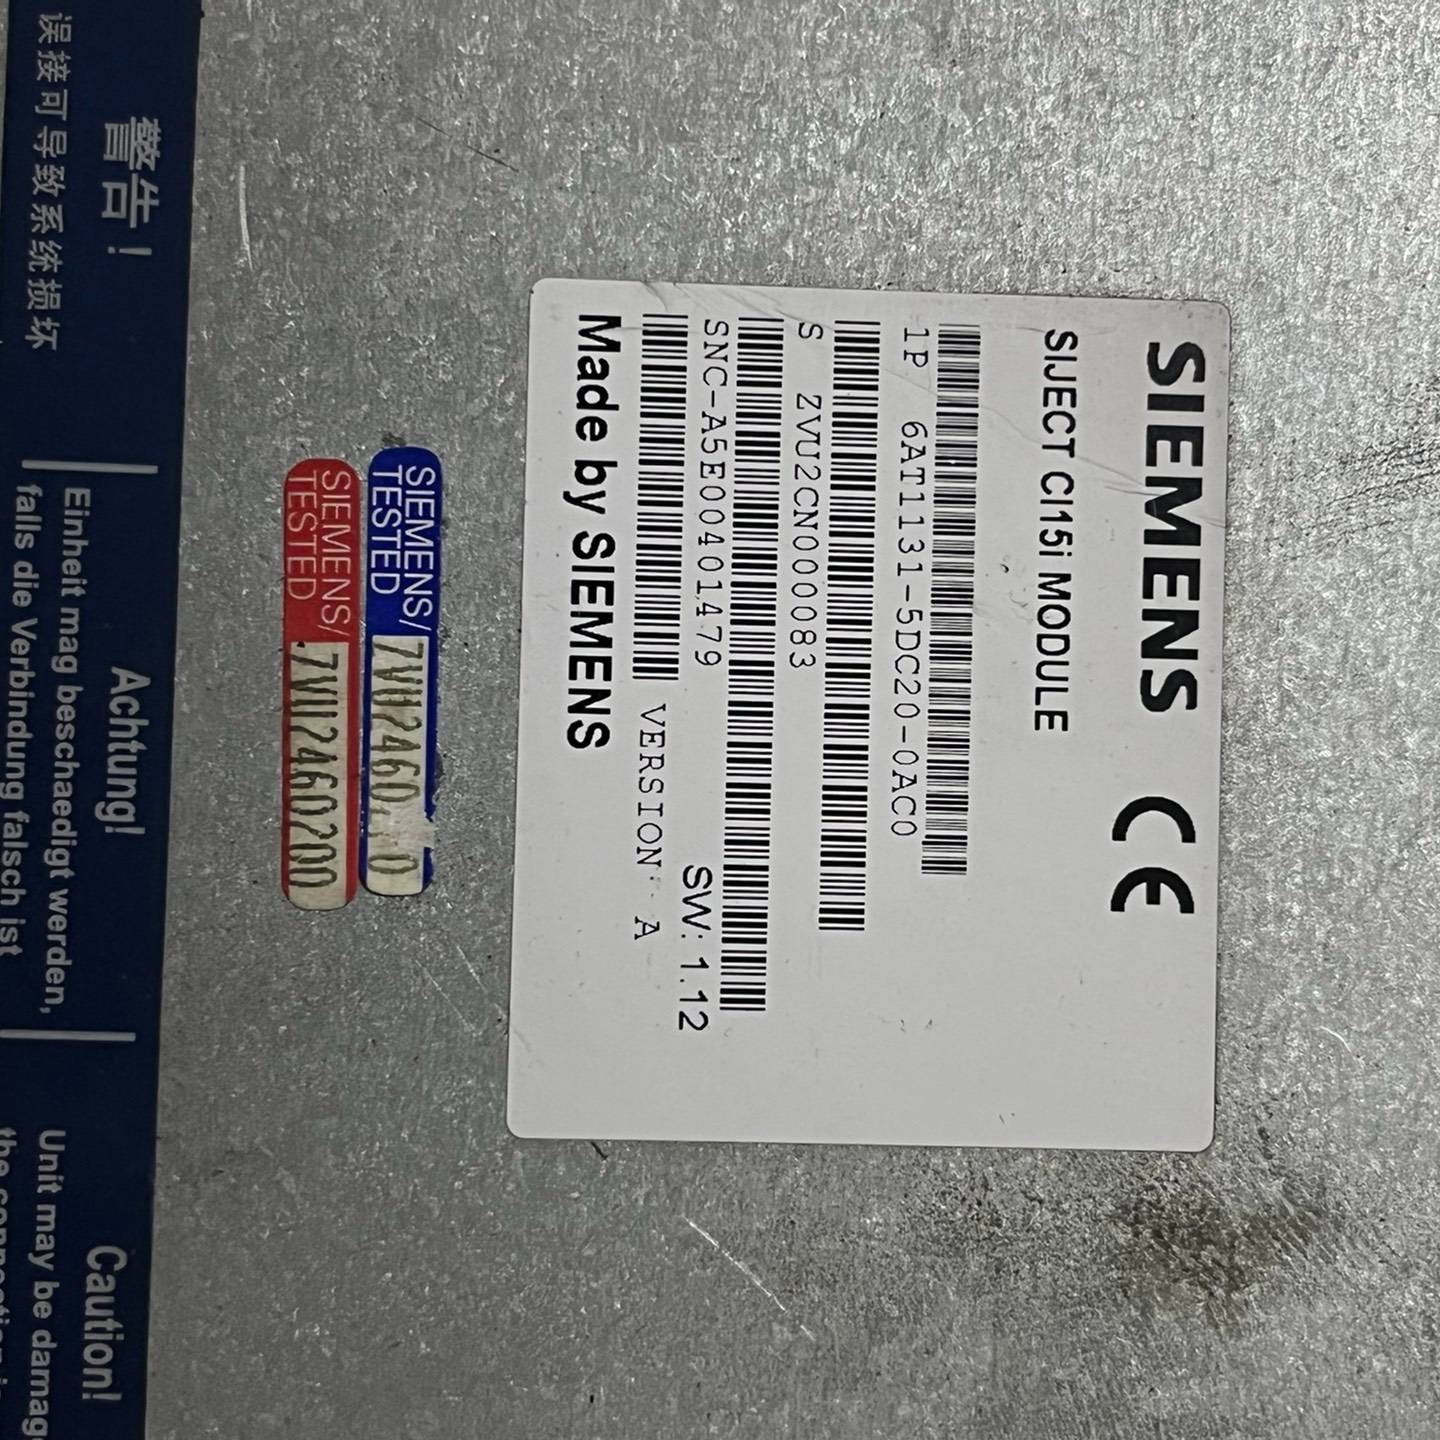 SIEMENS CE
SIJECT CI15i MODULE
1P 6AT1131-5DC20-0AC0
S ZVU2CN000083
SNC-A5E00401479
SW: 1.12
VERSION A
Made by SIEMENS
SIEMENS/
TESTED
SIEMENS/
TESTED
ZVU2460200
警告!
误接可导致系统损坏
Achtung!
Einheit mag beschaedigt werden,
falls die Verbindung falsch ist
Caution!
Unit may be